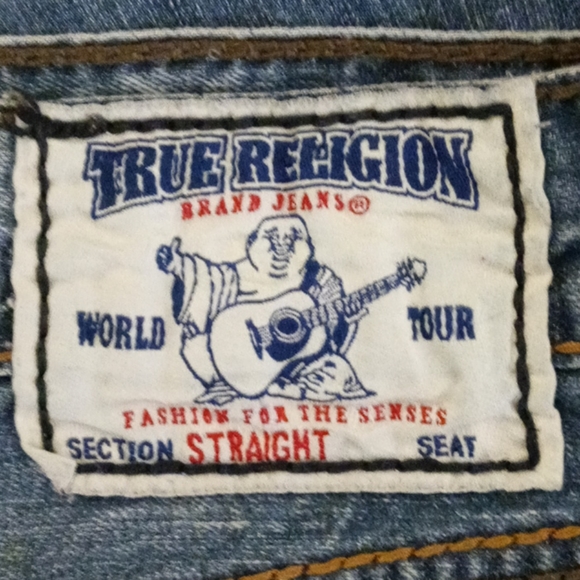 TRUE RELIGION
BRAND JEANS®
WORLD TOUR
FASHION FOR THE SENSES
SECTION STRAIGHT SEAT